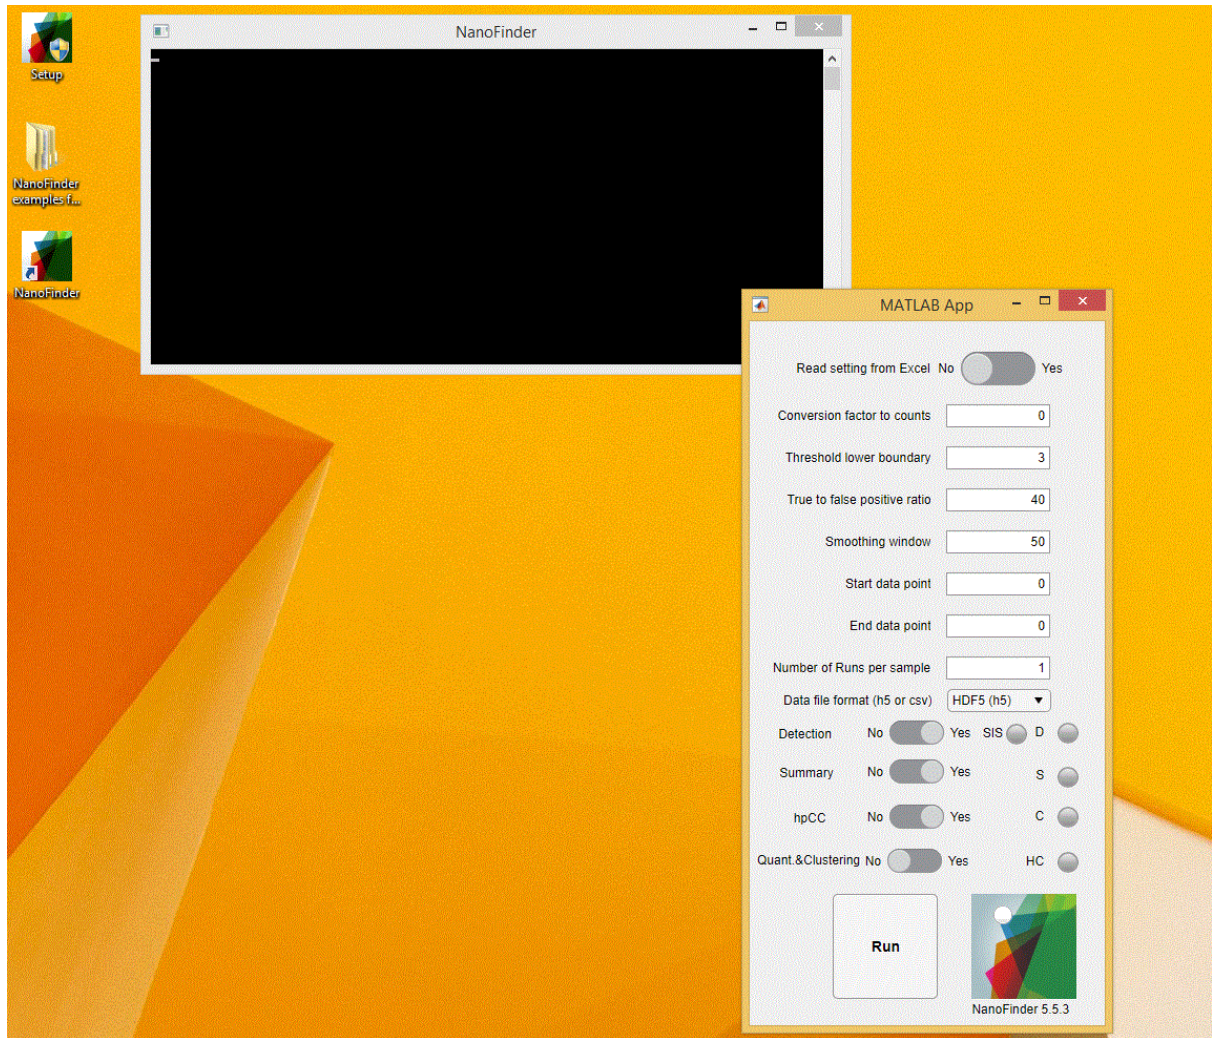 Setup
NanoFinder
examples f...
NanoFinder
NanoFinder
MATLAB App
Read setting from Excel No Yes
Conversion factor to counts 0
Threshold lower boundary 3
True to false positive ratio 40
Smoothing window 50
Start data point 0
End data point 0
Number of Runs per sample 1
Data file format (h5 or csv) HDF5 (h5)
Detection No Yes SIS D
Summary No Yes S
hpCC No Yes C
Quant.&Clustering No Yes HC
Run
NanoFinder 5.5.3